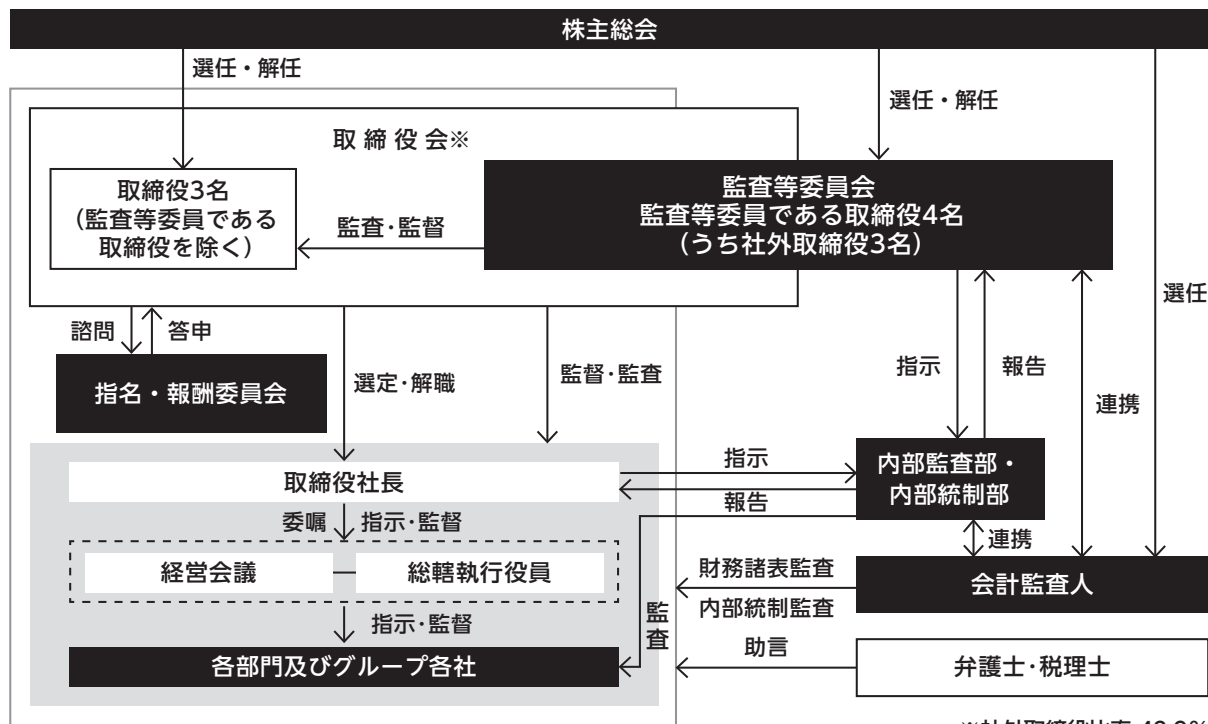 株主総会
選任・解任
選任・解任
取締役会※
取締役3名
(監査等委員である
取締役を除く)
監査・監督
監査等委員会
監査等委員である取締役4名
(うち社外取締役3名)
選任
諮問
答申
指名・報酬委員会
選定・解職
監督・監査
指示
報告
連携
取締役社長
指示
報告
内部監査部・
内部統制部
委嘱
指示・監督
連携
経営会議
総轄執行役員
財務諸表監査
内部統制監査
会計監査人
指示・監督
監査
各部門及びグループ各社
助言
弁護士・税理士